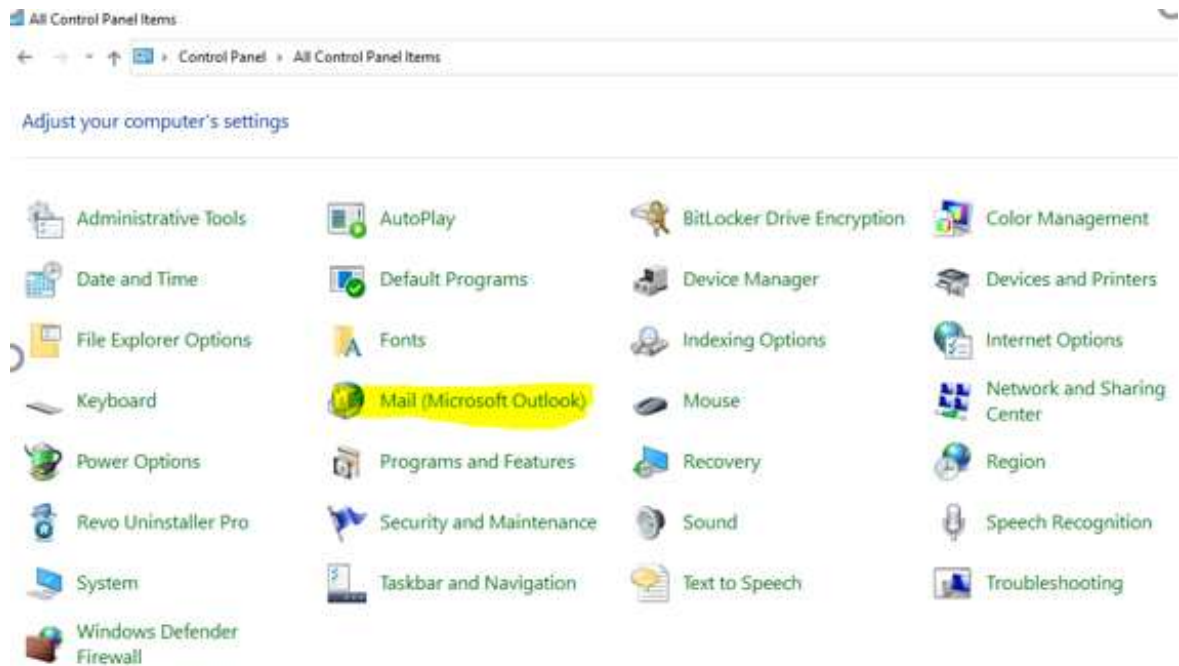 All Control Panel Items
Control Panel › All Control Panel Items
Adjust your computer's settings
Administrative Tools
AutoPlay
BitLocker Drive Encryption
Color Management
Date and Time
Default Programs
Device Manager
Devices and Printers
File Explorer Options
Fonts
Indexing Options
Internet Options
Keyboard
Mail (Microsoft Outlook)
Mouse
Network and Sharing
Center
Power Options
Programs and Features
Recovery
Region
Revo Uninstaller Pro
Security and Maintenance
Sound
Speech Recognition
System
Taskbar and Navigation
Text to Speech
Troubleshooting
Windows Defender
Firewall